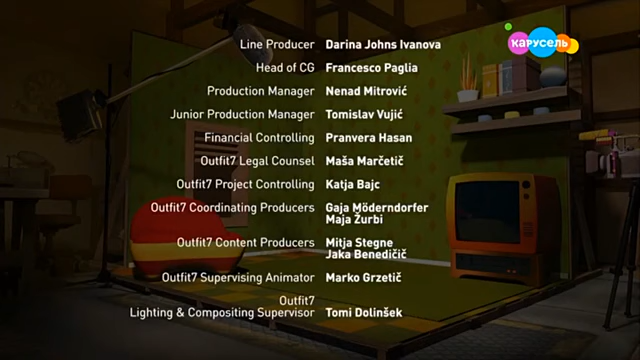 карусель
Line Producer Darina Johns Ivanova
Head of CG Francesco Paglia
Production Manager Nenad Mitrović
Junior Production Manager Tomislav Vujić
Financial Controlling Pranvera Hasan
Outfit7 Legal Counsel Maša Marčetič
Outfit7 Project Controlling Katja Bajc
Outfit7 Coordinating Producers Gaja Möderndorfer
Maja Žurbi
Outfit7 Content Producers Mitja Stegne
Jaka Benedičič
Outfit7 Supervising Animator Marko Grzetič
Outfit7
Lighting & Compositing Supervisor Tomi Dolinšek